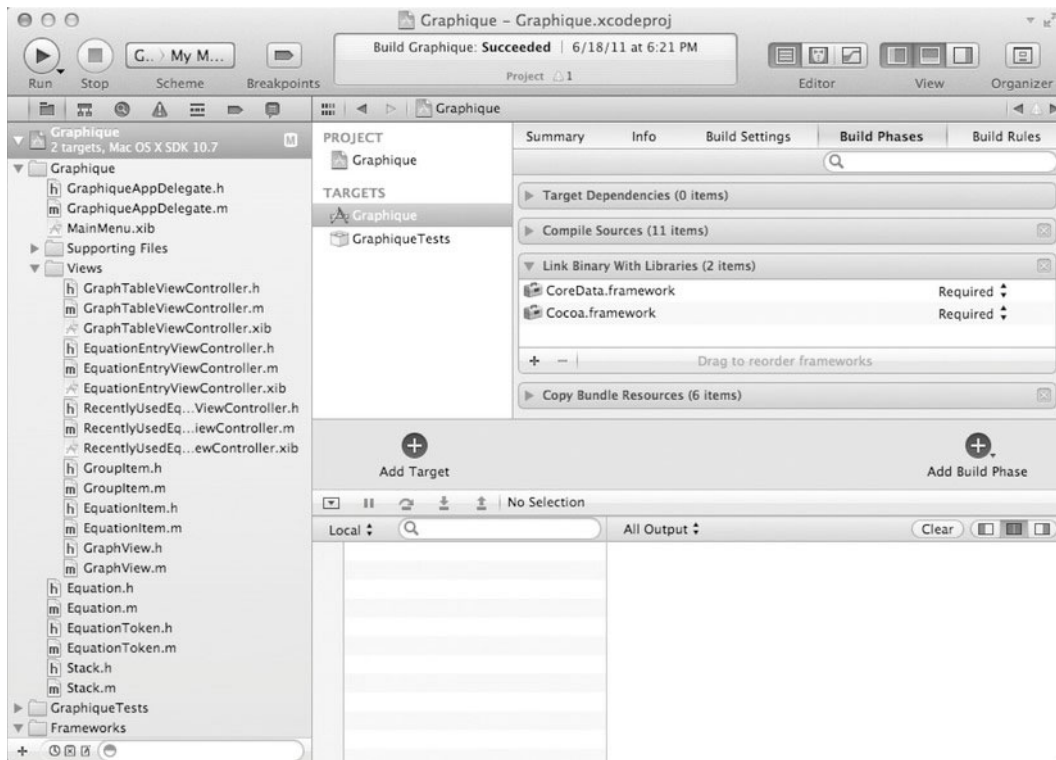 Graphique – Graphique.xcodeproj
Build Graphique: Succeeded | 6/18/11 at 6:21 PM
Project 1
G.. My M...
Run Stop Scheme Breakpoints Editor View Organizer
Graphique
2 targets, Mac OS X SDK 10.7
M
Graphique
h GraphiqueAppDelegate.h
m GraphiqueAppDelegate.m
MainMenu.xib
Supporting Files
Views
h GraphTableViewController.h
m GraphTableViewController.m
GraphTableViewController.xib
h EquationEntryViewController.h
m EquationEntryViewController.m
EquationEntryViewController.xib
h RecentlyUsedEq...ViewController.h
m RecentlyUsedEq...iewController.m
RecentlyUsedEq...ewController.xib
h GroupItem.h
m GroupItem.m
h EquationItem.h
m EquationItem.m
h GraphView.h
m GraphView.m
h Equation.h
m Equation.m
h EquationToken.h
m EquationToken.m
h Stack.h
m Stack.m
GraphiqueTests
Frameworks
Graphique
PROJECT
Graphique
TARGETS
Graphique
GraphiqueTests
Summary Info Build Settings Build Phases Build Rules
Target Dependencies (0 items)
Compile Sources (11 items)
Link Binary With Libraries (2 items)
CoreData.framework Required
Cocoa.framework Required
+ − Drag to reorder frameworks
Copy Bundle Resources (6 items)
Add Target
Add Build Phase
No Selection
Local
All Output
Clear